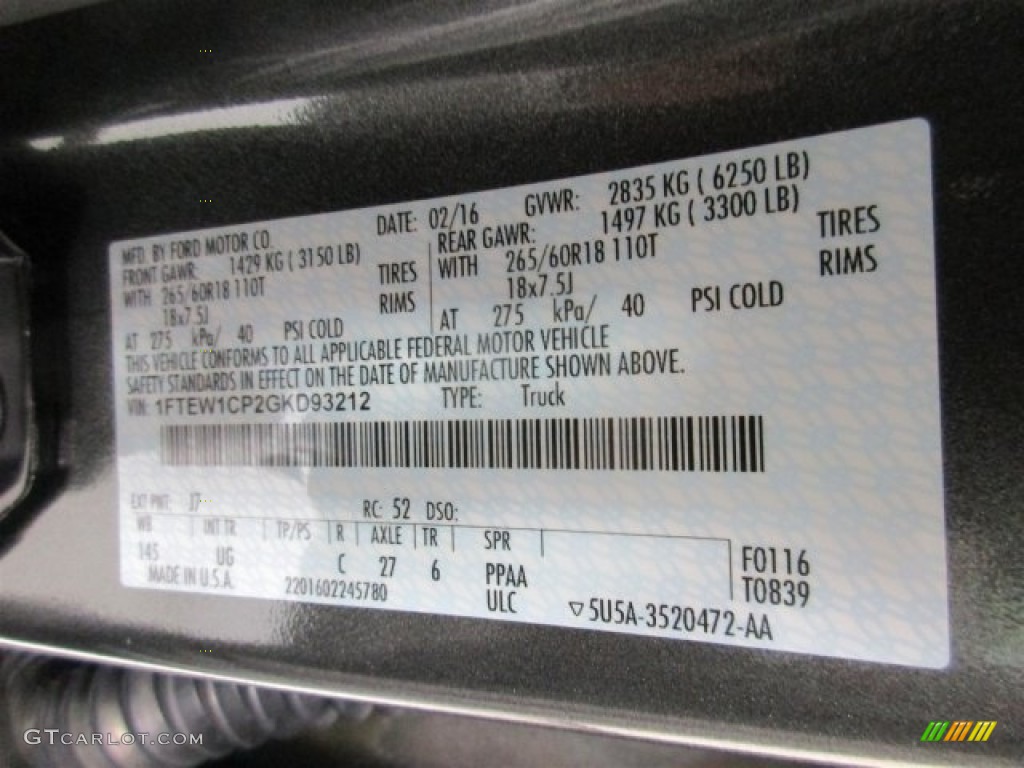 MFD. BY FORD MOTOR CO. DATE: 02/16 GVWR: 2835 KG ( 6250 LB)
FRONT GAWR: 1429 KG ( 3150 LB) REAR GAWR: 1497 KG ( 3300 LB)
WITH 265/60R18 110T TIRES WITH 265/60R18 110T TIRES
18x7.5J RIMS 18x7.5J RIMS
AT 275 kPa/ 40 PSI COLD AT 275 kPa/ 40 PSI COLD
THIS VEHICLE CONFORMS TO ALL APPLICABLE FEDERAL MOTOR VEHICLE
SAFETY STANDARDS IN EFFECT ON THE DATE OF MANUFACTURE SHOWN ABOVE.
VIN: 1FTEW1CP2GKD93212 TYPE: Truck
EXT PNT: J7 RC: 52 DSO:
WB INT TR TP/PS R AXLE TR SPR
145 UG C 27 6 PPAA F0116
MADE IN U.S.A. 2201602245780 ULC T0839
▽5U5A-3520472-AA
GTCARLOT.COM